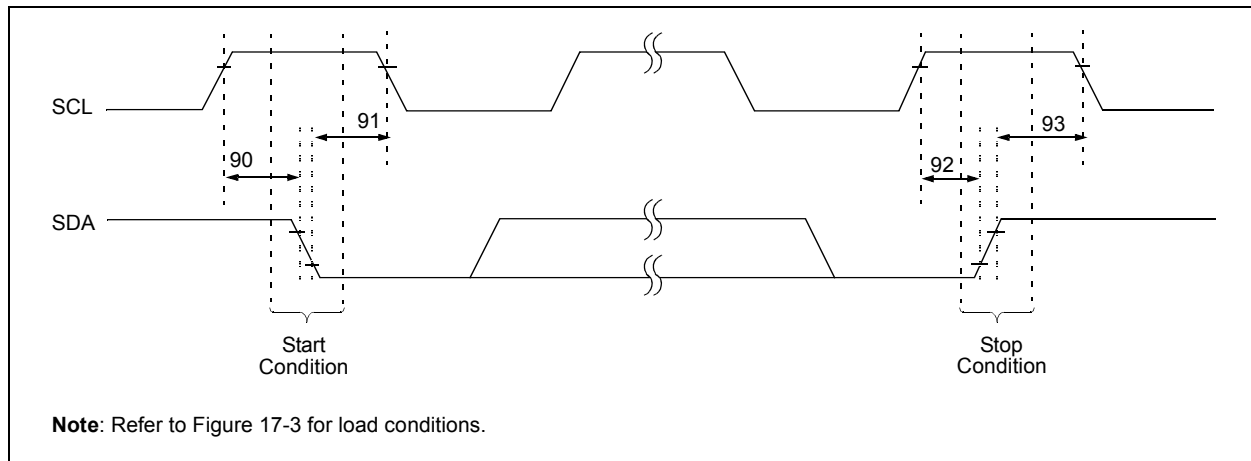 SCL
91
93
90
92
SDA
Start
Condition
Stop
Condition
Note: Refer to Figure 17-3 for load conditions.